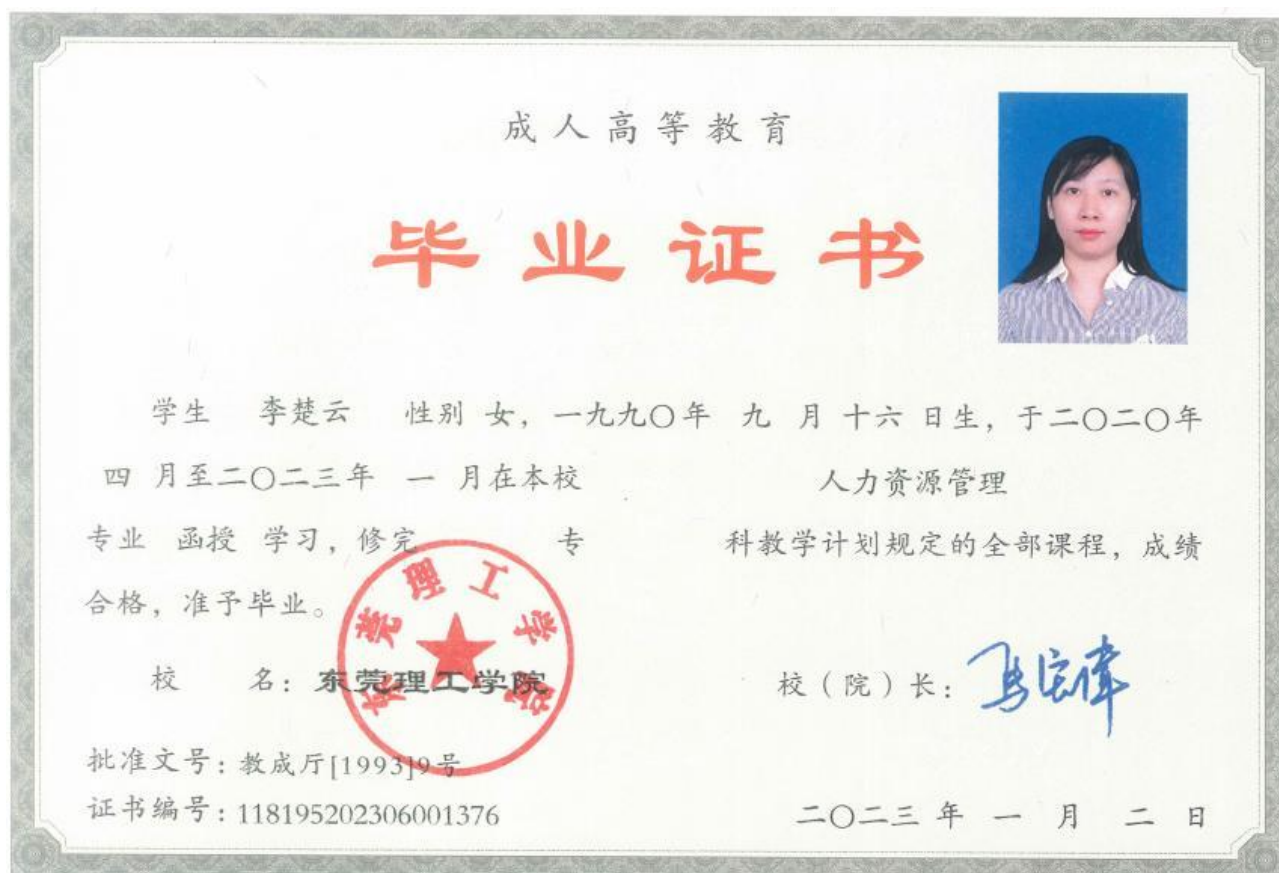 成人高等教育
毕业证书
学生 李楚云 性别 女，一九九〇年 九 月 十六 日生，于二〇二〇年
四 月至二〇二三年 一 月在本校 人力资源管理
专业 函授 学习，修完 专 科教学计划规定的全部课程，成绩
合格，准予毕业。
东莞理工学院
校 名：东莞理工学院 校（院）长：
批准文号：教成厅[1993]9号
证书编号：118195202306001376 二〇二三 年 一 月 二 日